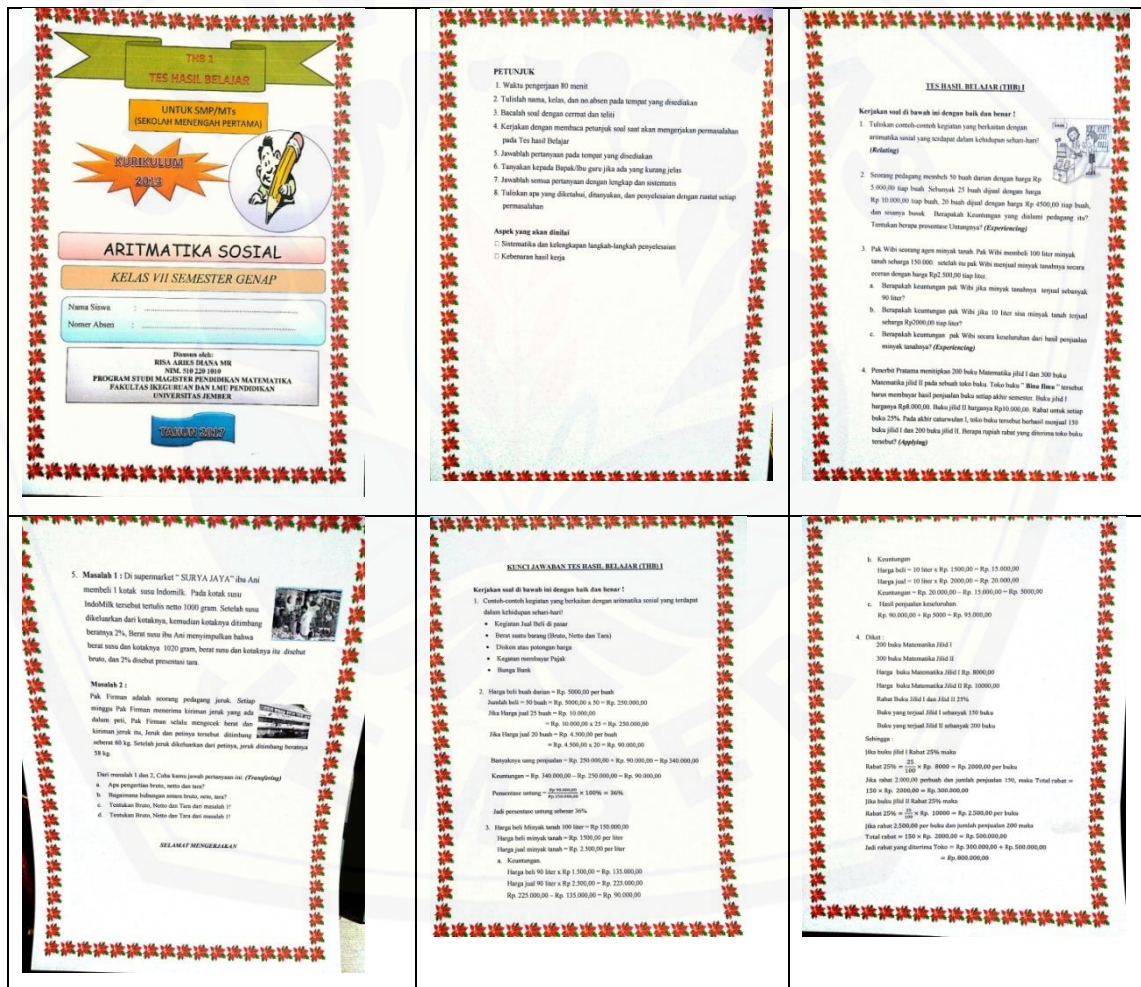 THB 1
TES HASIL BELAJAR
UNTUK SMP/MTs
(SEKOLAH MENENGAH PERTAMA)
KURIKULUM
2013
ARITMATIKA SOSIAL
KELAS VII SEMESTER GENAP
Nama Siswa :
Nomer Absen :
Disusun oleh:
RISA ARIES DIANA MR
NIM. 510 220 1010
PROGRAM STUDI MAGISTER PENDIDIKAN MATEMATIKA
FAKULTAS IKEGURUAN DAN LMU PENDIDIKAN
UNIVERSITAS JEMBER
TAHUN 2017
PETUNJUK
1. Waktu pengerjaan 80 menit
2. Tulislah nama, kelas, dan no absen pada tempat yang disediakan
3. Bacalah soal dengan cermat dan teliti
4. Kerjakan dengan membaca petunjuk soal saat akan mengerjakan permasalahan
pada Tes hasil Belajar
5. Jawablah pertanyaan pada tempat yang disediakan
6. Tanyakan kepada Bapak/Ibu guru jika ada yang kurang jelas
7. Jawablah semua pertanyaan dengan lengkap dan sistematis
8. Tuliskan apa yang diketahui, ditanyakan, dan penyelesaian dengan runtut setiap
permasalahan
Aspek yang akan dinilai
□ Sistematika dan kelengkapan langkah-langkah penyelesaian
□ Kebenaran hasil kerja
TES HASIL BELAJAR (THB) I
Kerjakan soal di bawah ini dengan baik dan benar !
1. Tuliskan contoh-contoh kegiatan yang berkaitan dengan
aritmatika sosial yang terdapat dalam kehidupan sehari-hari!
(Relating)
2. Seorang pedagang membeli 50 buah durian dengan harga Rp
5.000,00 tiap buah. Sebanyak 25 buah dijual dengan harga
Rp 10.000,00 tiap buah, 20 buah dijual dengan harga Rp 4500,00 tiap buah,
dan sisanya busuk. Berapakah Keuntungan yang dialami pedagang itu?
Tentukan berapa presentase Untungnya? (Experiencing)
3. Pak Wibi seorang agen minyak tanah. Pak Wibi membeli 100 liter minyak
tanah seharga 150.000. setelah itu pak Wibi menjual minyak tanahnya secara
eceran dengan harga Rp2.500,00 tiap liter.
a. Berapakah keuntungan pak Wibi jika minyak tanahnya terjual sebanyak
90 liter?
b. Berapakah keuntungan pak Wibi jika 10 liter sisa minyak tanah terjual
seharga Rp2000,00 tiap liter?
c. Berapakah keuntungan pak Wibi secara keseluruhan dari hasil penjualan
minyak tanahnya? (Experiencing)
4. Penerbit Pratama menitipkan 200 buku Matematika jilid I dan 300 buku
Matematika jilid II pada sebuah toko buku. Toko buku " Bina Ilmu " tersebut
harus membayar hasil penjualan buku setiap akhir semester. Buku jilid I
harganya Rp8.000,00. Buku jilid II harganya Rp10.000,00. Rabat untuk setiap
buku 25%. Pada akhir caturwulan I, toko buku tersebut berhasil menjual 150
buku jilid I dan 200 buku jilid II. Berapa rupiah rabat yang diterima toko buku
tersebut? (Applying)
5. Masalah 1 : Di supermarket " SURYA JAYA" ibu Ani
membeli 1 kotak susu Indomilk. Pada kotak susu
IndoMilk tersebut tertulis netto 1000 gram. Setelah susu
dikeluarkan dari kotaknya, kemudian kotaknya ditimbang
beratnya 2%, Berat susu ibu Ani menyimpulkan bahwa
berat susu dan kotaknya 1020 gram, berat susu dan kotaknya itu disebut
bruto, dan 2% disebut presentasi tara.
Masalah 2 :
Pak Firman adalah seorang pedagang jeruk. Setiap
minggu Pak Firman menerima kiriman jeruk yang ada
dalam peti, Pak Firman selalu mengecek berat dan
kiriman jeruk itu, Jeruk dan petinya tersebut ditimbang
seberat 60 kg. Setelah jeruk dikeluarkan dari petinya, jeruk ditimbang beratnya
58 kg.
Dari masalah 1 dan 2, Coba kamu jawab pertanyaan ini. (Transfering)
a. Apa pengertian bruto, netto dan tara?
b. Bagaimana hubungan antara bruto, neto, tara?
c. Tentukan Bruto, Netto dan Tara dari masalah 1!
d. Tentukan Bruto, Netto dan Tara dari masalah 1!
SELAMAT MENGERJAKAN
KUNCI JAWABAN TES HASIL BELAJAR (THB) I
Kerjakan soal di bawah ini dengan baik dan benar !
1. Contoh-contoh kegiatan yang berkaitan dengan aritmatika sosial yang terdapat
dalam kehidupan sehari-hari!
• Kegiatan Jual Beli di pasar
• Berat suatu barang (Bruto, Netto dan Tara)
• Diskon atau potongan harga
• Kegatan membayar Pajak
• Bunga Bank
2. Harga beli buah durian = Rp. 5000,00 per buah
Jumlah beli = 50 buah = Rp. 5000,00 x 50 = Rp. 250.000,00
Jika Harga jual 25 buah = Rp. 10.000,00
= Rp. 10.000,00 x 25 = Rp. 250.000,00
Jika Harga jual 20 buah = Rp. 4.500,00 per buah
= Rp. 4.500,00 x 20 = Rp. 90.000,00
Banyaknya uang penjualan = Rp. 250.000,00 + Rp. 90.000,00 = Rp 340.000,00
Keuntungan = Rp. 340.000,00 – Rp. 250.000,00 = Rp. 90.000,00
Persentase untung = Rp 90.000,00 / Rp 250.000,00 × 100% = 36%
Jadi persentase untung sebesar 36%
3. Harga beli Minyak tanah 100 liter = Rp 150.000,00
Harga beli minyak tanah = Rp. 1500,00 per liter
Harga jual minyak tanah = Rp. 2.500,00 per liter
a. Keuntungan.
Harga beli 90 liter x Rp 1.500,00 = Rp. 135.000,00
Harga jual 90 liter x Rp 2.500,00 = Rp. 225.000,00
Rp. 225.000,00 – Rp. 135.000,00 = Rp. 90.000,00
b. Keuntungan
Harga beli = 10 liter x Rp. 1500,00 = Rp. 15.000,00
Harga jual = 10 liter x Rp. 2000,00 = Rp. 20.000,00
Keuntungan = Rp. 20.000,00 – Rp. 15.000,00 = Rp. 5000,00
c. Hasil penjualan keseluruhan.
Rp. 90.000,00 + Rp 5000,00 = Rp. 95.000,00
4. Diket :
200 buku Matematika Jilid I
300 buku Matematika Jilid II
Harga buku Matematika Jilid I Rp. 8000,00
Harga buku Matematika Jilid II Rp. 10000,00
Rabat Buku Jilid I dan Jilid II 25%
Buku yang terjual Jilid I sebanyak 150 buku
Buku yang terjual Jilid II sebanyak 200 buku
Sehingga :
Jika buku jilid I Rabat 25% maka
Rabat 25% = 25/100 × Rp. 8000 = Rp. 2000,00 per buku
Jika rabat 2.000,00 perbuah dan jumlah penjualan 150, maka Total rabat =
150 × Rp. 2000,00 = Rp. 300.000,00
Jika buku jilid II Rabat 25% maka
Rabat 25% = 25/100 × Rp. 10000 = Rp. 2.500,00 per buku
Jika rabat 2.500,00 per buku dan jumlah penjualan 200 maka
Total rabat = 150 × Rp. 2000,00 = Rp. 500.000,00
Jadi rabat yang diterima Toko = Rp. 300.000,00 + Rp. 500.000,00
= Rp. 800.000,00